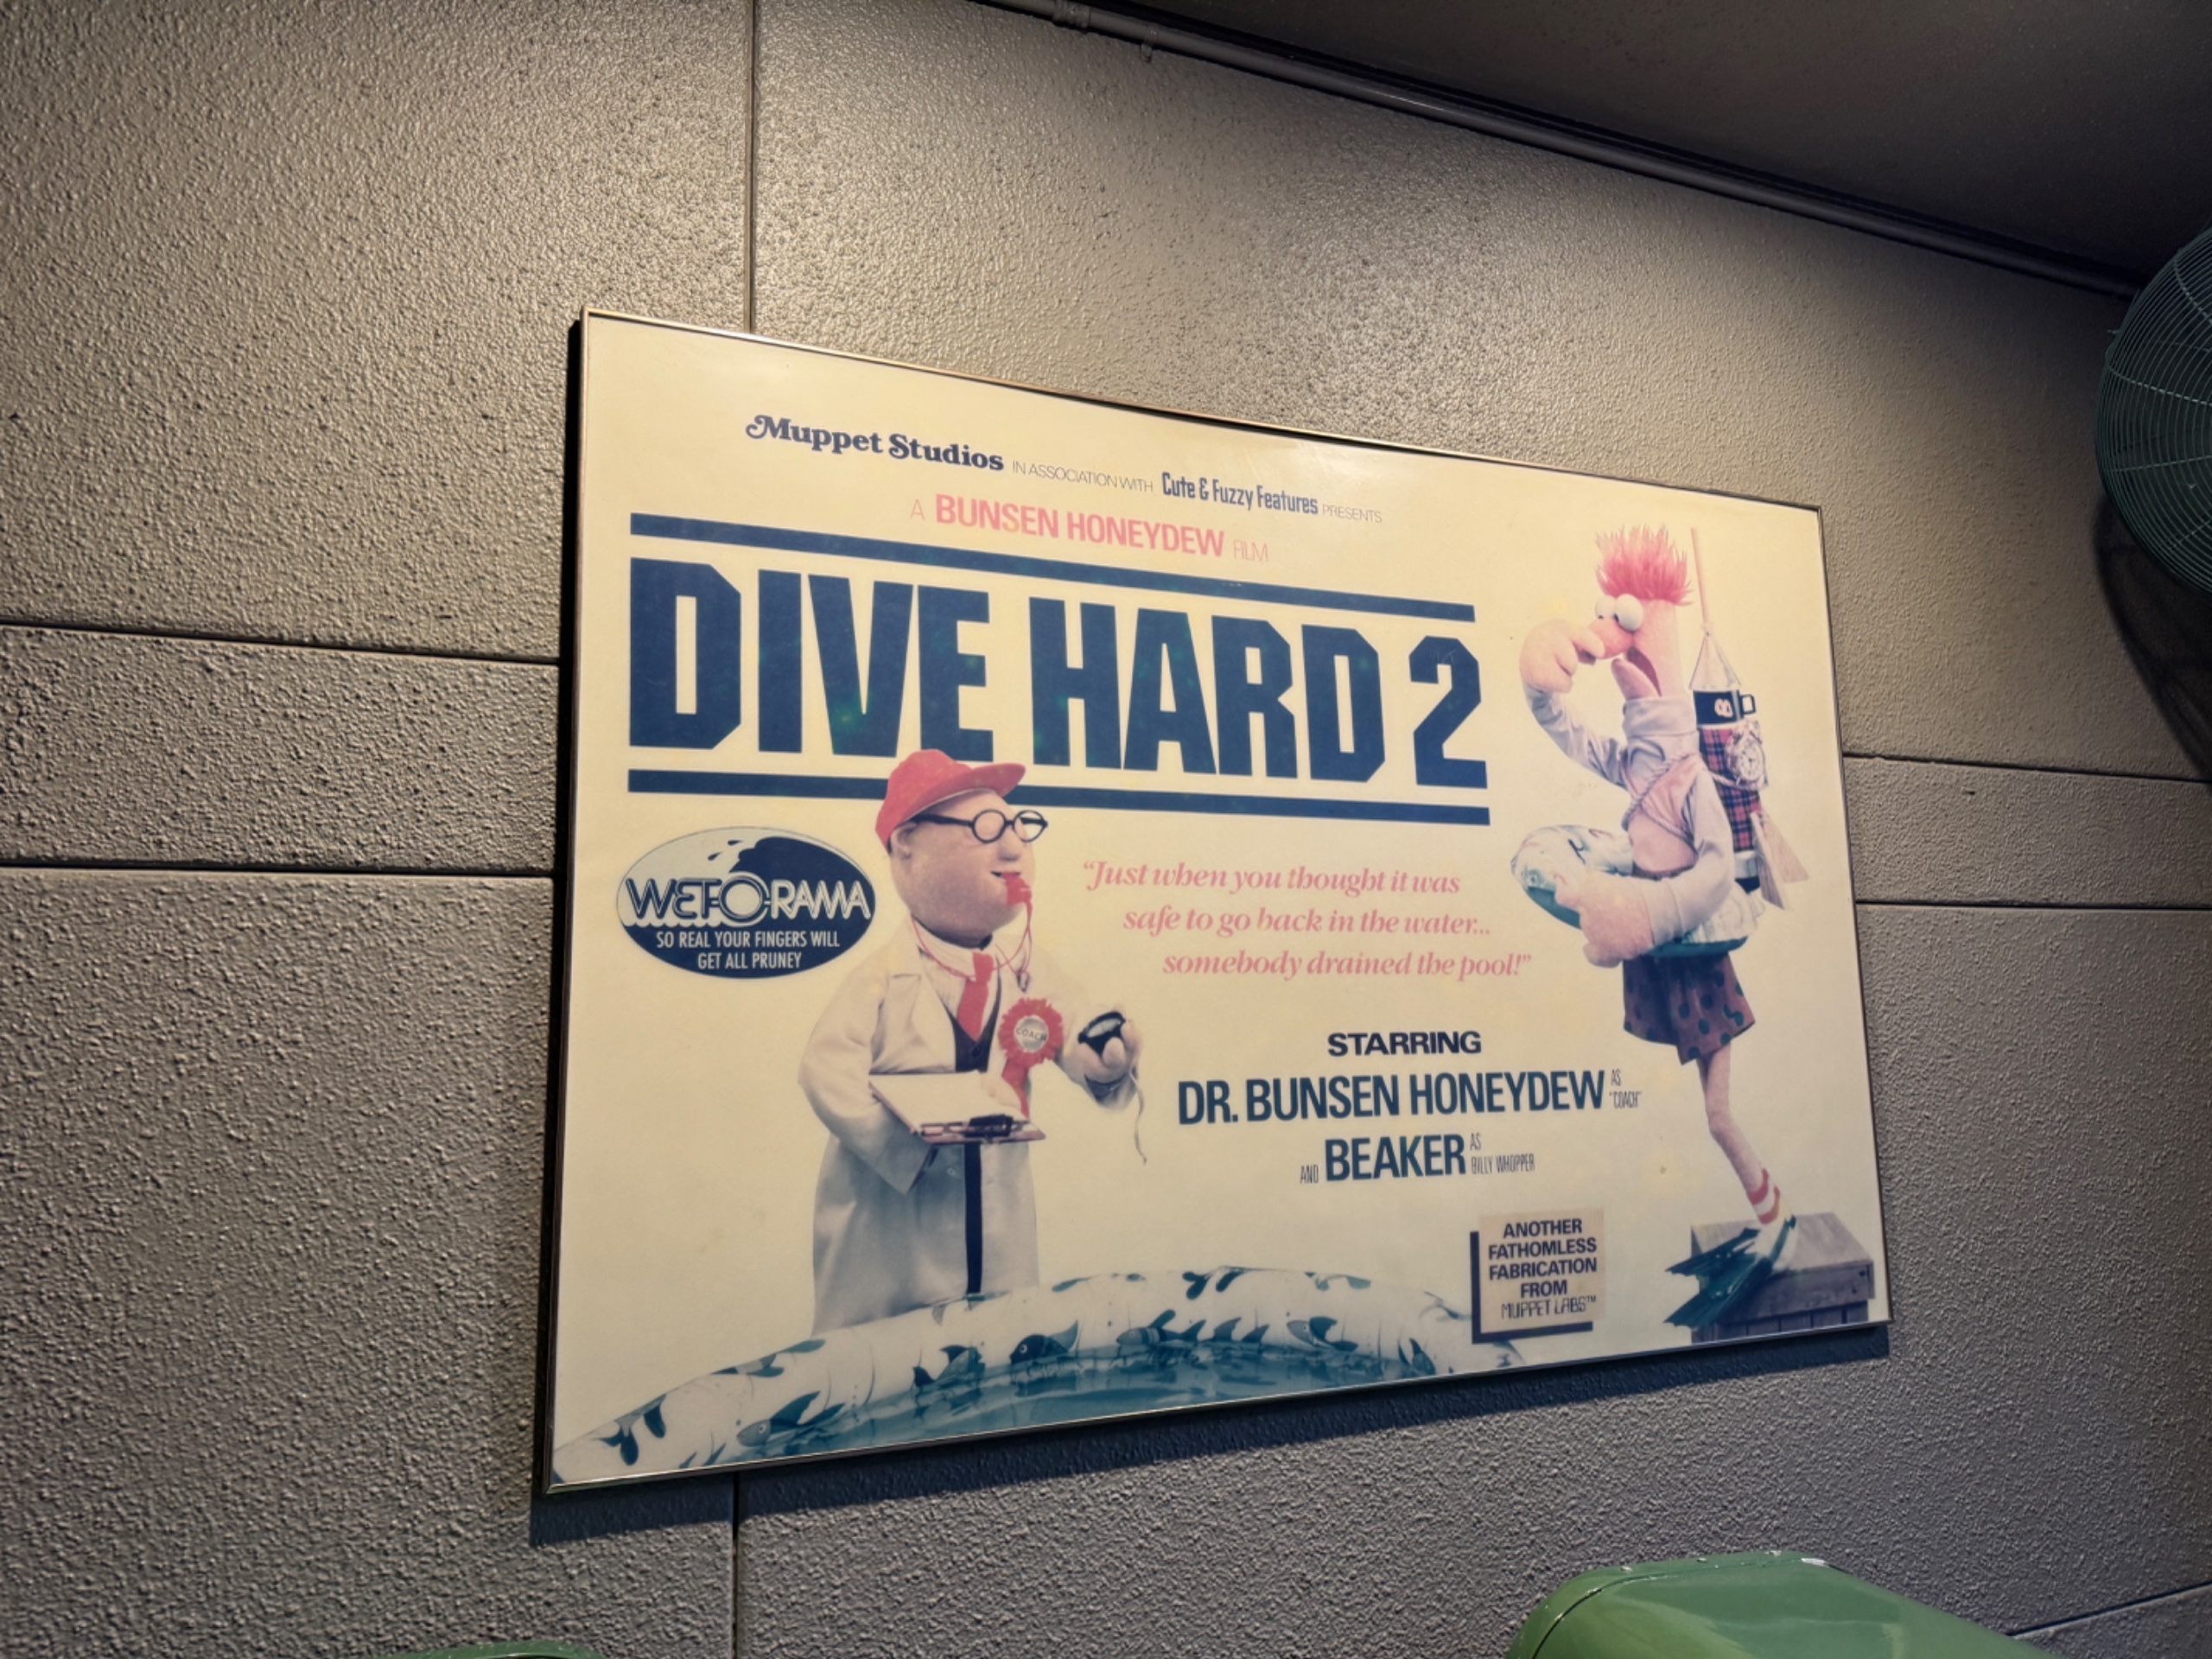 Muppet Studios IN ASSOCIATION WITH Cute & Fuzzy Features PRESENTS
A BUNSEN HONEYDEW FILM
DIVE HARD 2
WET-O-RAMA
SO REAL YOUR FINGERS WILL
GET ALL PRUNEY
"Just when you thought it was
safe to go back in the water...
somebody drained the pool!"
COACH
B
STARRING
DR. BUNSEN HONEYDEW AS "COACH"
AND BEAKER AS BILLY WHOPPER
ANOTHER
FATHOMLESS
FABRICATION
FROM
MUPPET LABS™